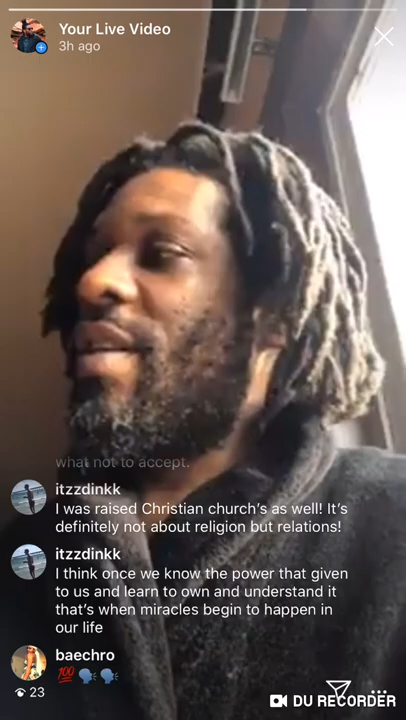 Your Live Video
3h ago
what not to accept.
itzzdinkk
I was raised Christian church's as well! It's
definitely not about religion but relations!
itzzdinkk
I think once we know the power that given
to us and learn to own and understand it
that's when miracles begin to happen in
our life
baechro
💯🗣️🗣️
23
DU RECORDER